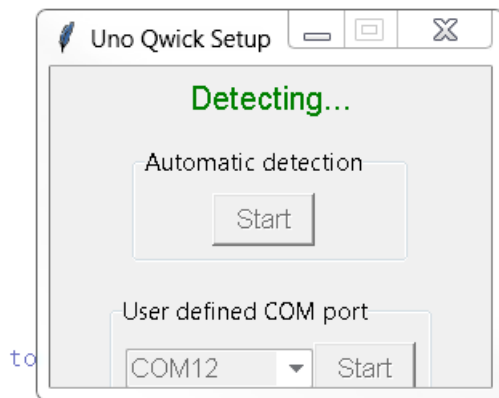 Uno Qwick Setup
Detecting...
Automatic detection
Start
User defined COM port
to
COM12 Start